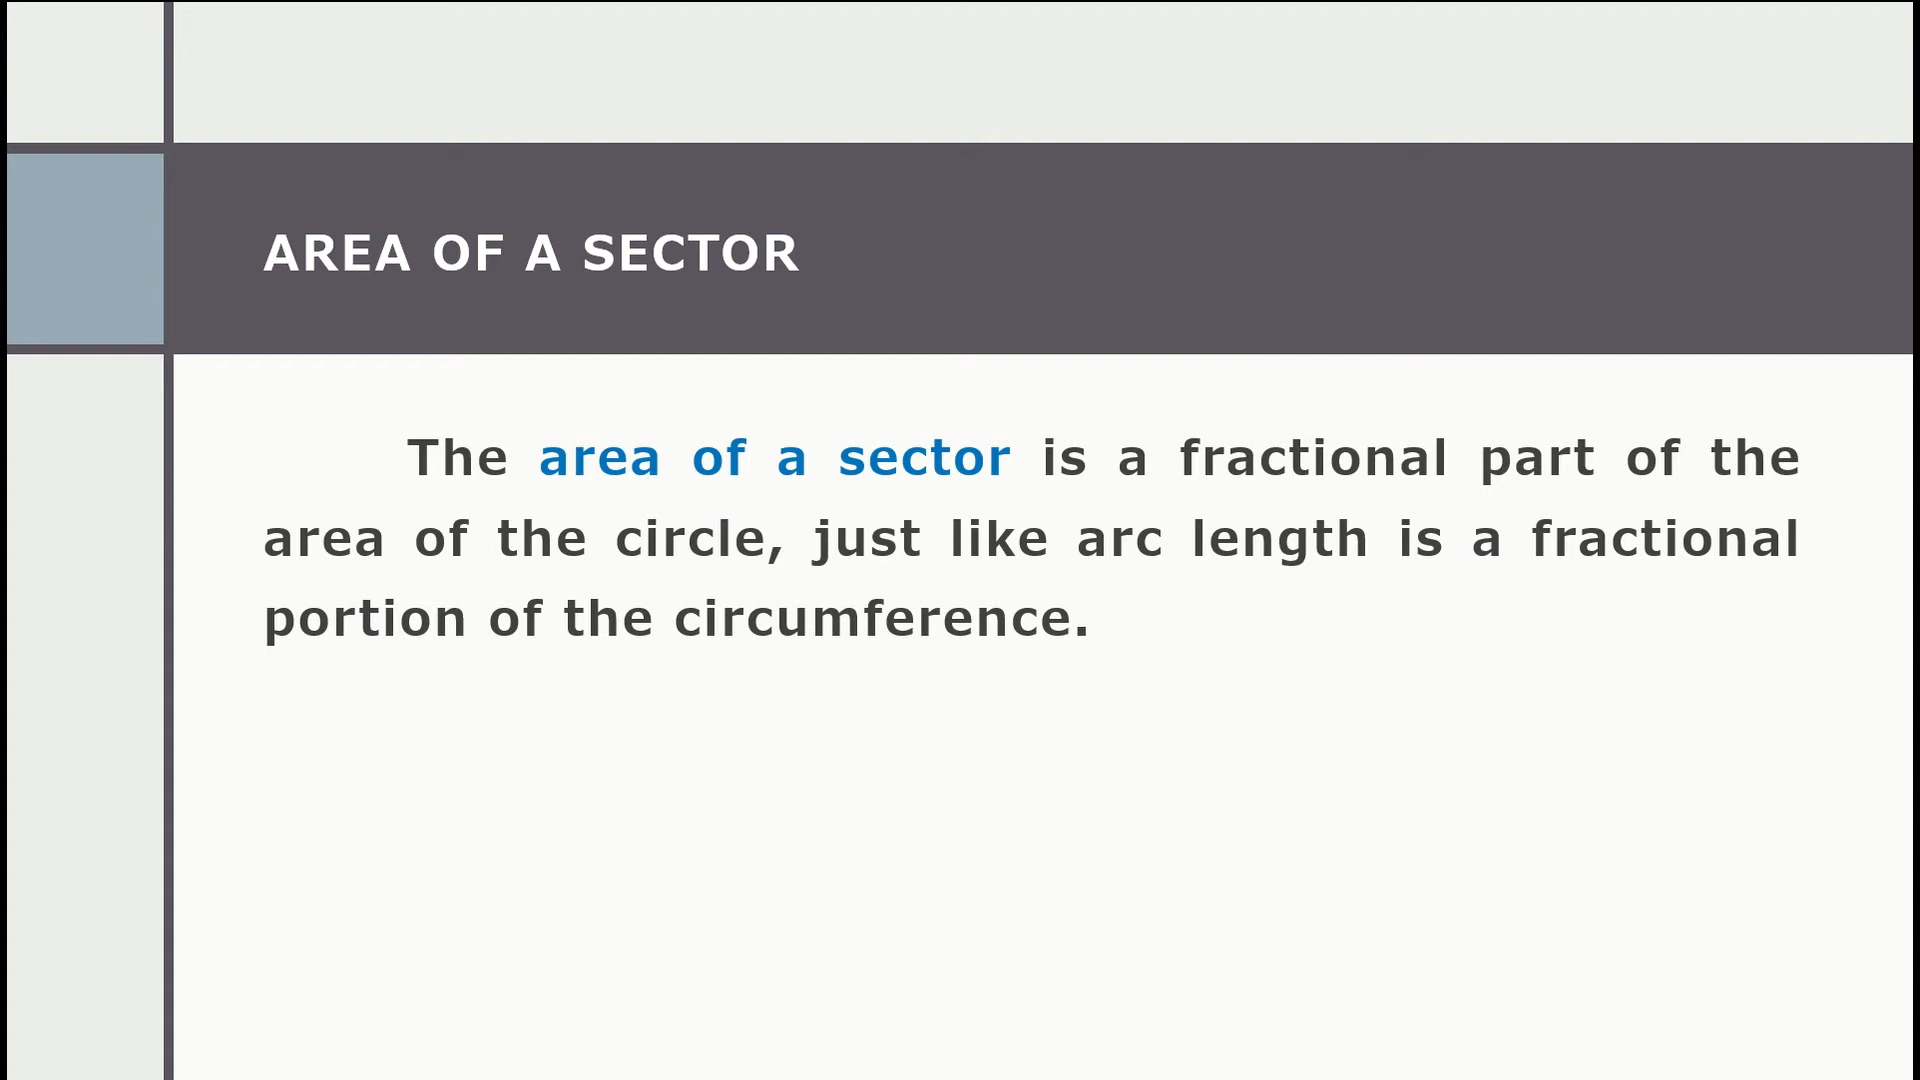 AREA OF A SECTOR
The area of a sector is a fractional part of the
area of the circle, just like arc length is a fractional
portion of the circumference.